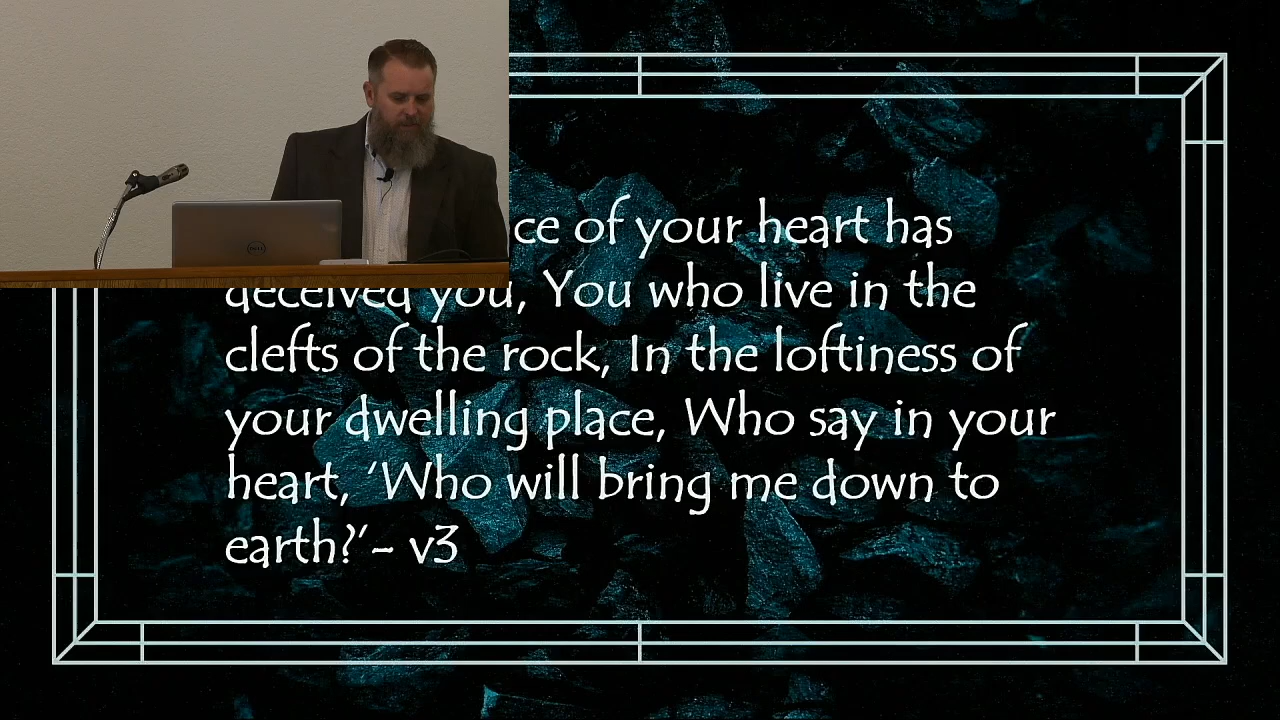 ce of your heart has
deceived you, You who live in the
clefts of the rock, In the loftiness of
your dwelling place, Who say in your
heart, ‘Who will bring me down to
earth?’- v3
DELL